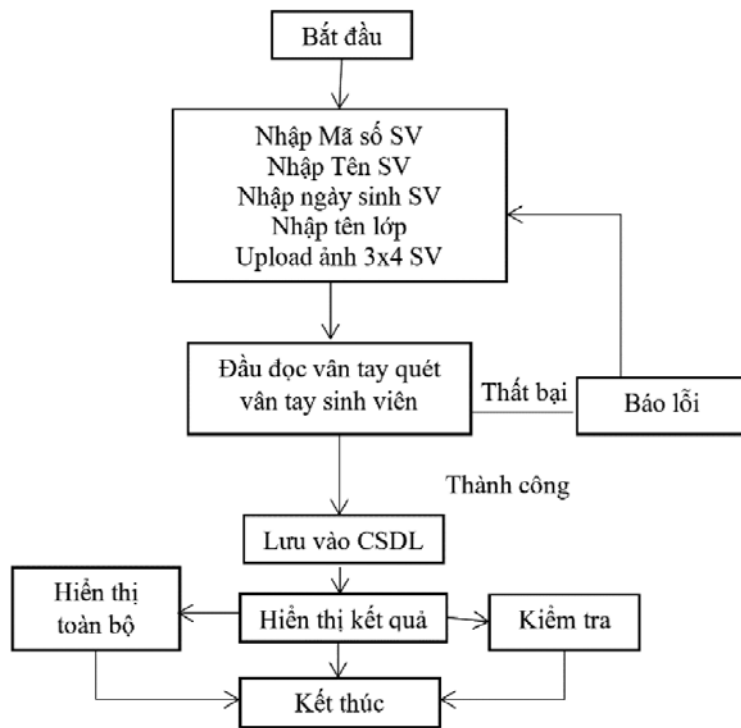 Bắt đầu
Nhập Mã số SV
Nhập Tên SV
Nhập ngày sinh SV
Nhập tên lớp
Upload ảnh 3x4 SV
Đầu đọc vân tay quét
vân tay sinh viên
Thất bại
Báo lỗi
Thành công
Lưu vào CSDL
Hiển thị
toàn bộ
Hiển thị kết quả
Kiểm tra
Kết thúc